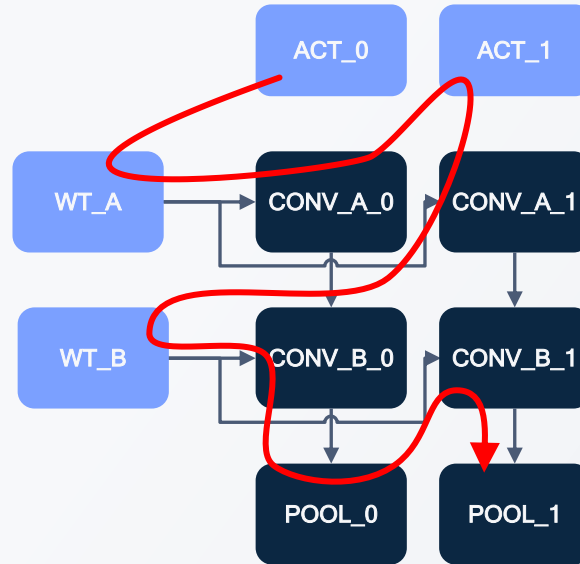 ACT_0
ACT_1
WT_A
CONV_A_0
CONV_A_1
WT_B
CONV_B_0
CONV_B_1
POOL_0
POOL_1